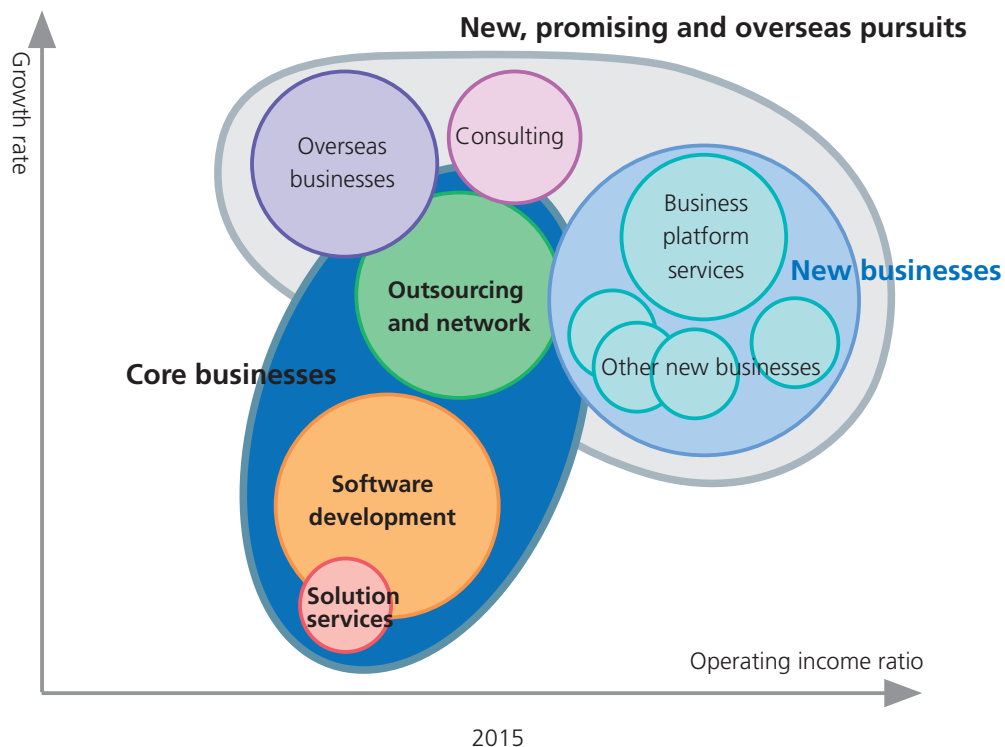 New, promising and overseas pursuits
Growth rate
Overseas
businesses
Consulting
Business
platform
services
New businesses
Outsourcing
and network
Core businesses
Other new businesses
Software
development
Solution
services
Operating income ratio
2015